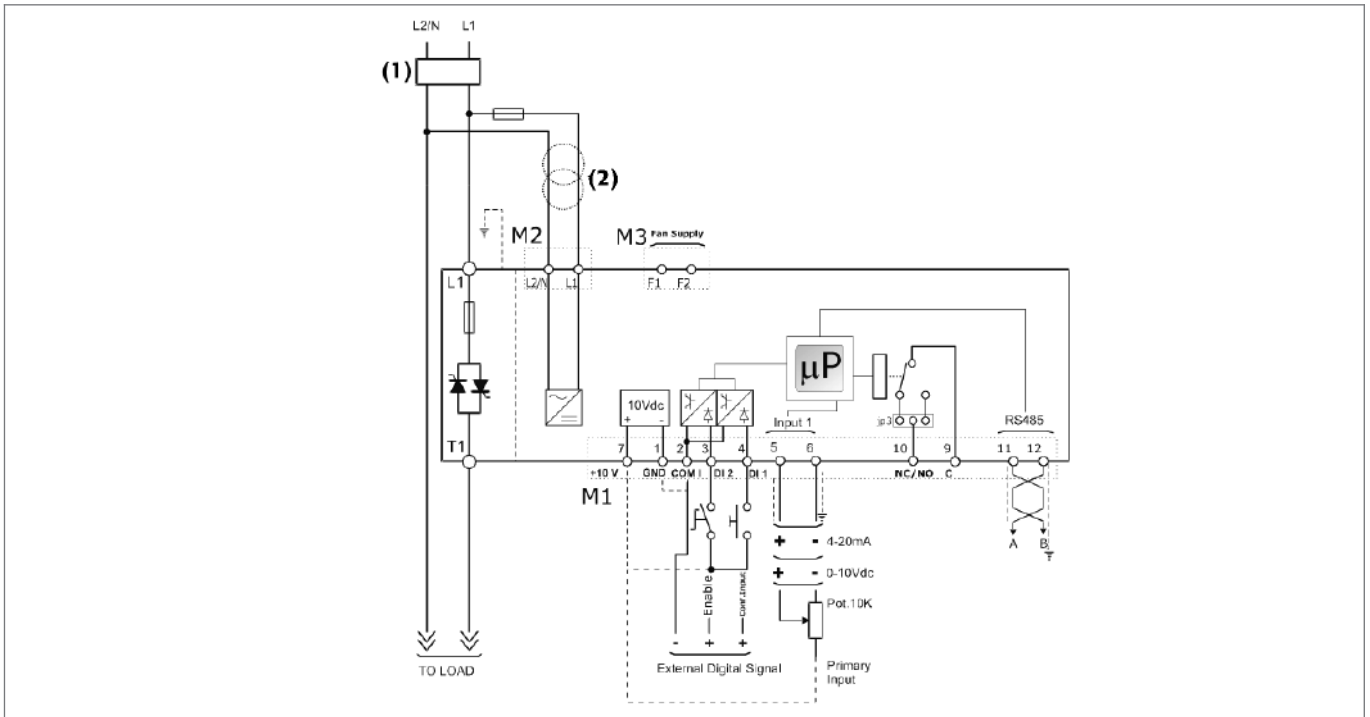 L2/N L1
(1)
(2)
M2
M3 Fan Supply
L1
L2/N L1
F1 F2
µP
10Vdc
+ -
Input 1
jp3
RS485
T1
7 1 2 3 4 5 6 10 9 11 12
+10 V GND COM I DI 2 DI 1 NC/NO C
M1
+ - 4-20mA
A B
+ - 0-10Vdc
Enable
Conf.Input
Pot.10K
- + +
External Digital Signal
Primary
Input
TO LOAD